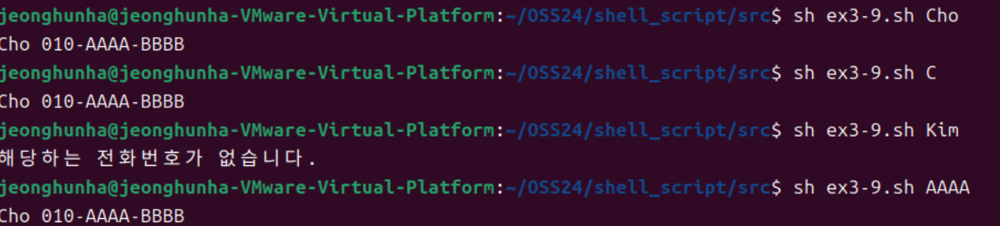 jeonghunha@jeonghunha-VMware-Virtual-Platform:~/OSS24/shell_script/src$ sh ex3-9.sh Cho
Cho 010-AAAA-BBBB
jeonghunha@jeonghunha-VMware-Virtual-Platform:~/OSS24/shell_script/src$ sh ex3-9.sh C
Cho 010-AAAA-BBBB
jeonghunha@jeonghunha-VMware-Virtual-Platform:~/OSS24/shell_script/src$ sh ex3-9.sh Kim
해당하는 전화번호가 없습니다.
jeonghunha@jeonghunha-VMware-Virtual-Platform:~/OSS24/shell_script/src$ sh ex3-9.sh AAAA
Cho 010-AAAA-BBBB